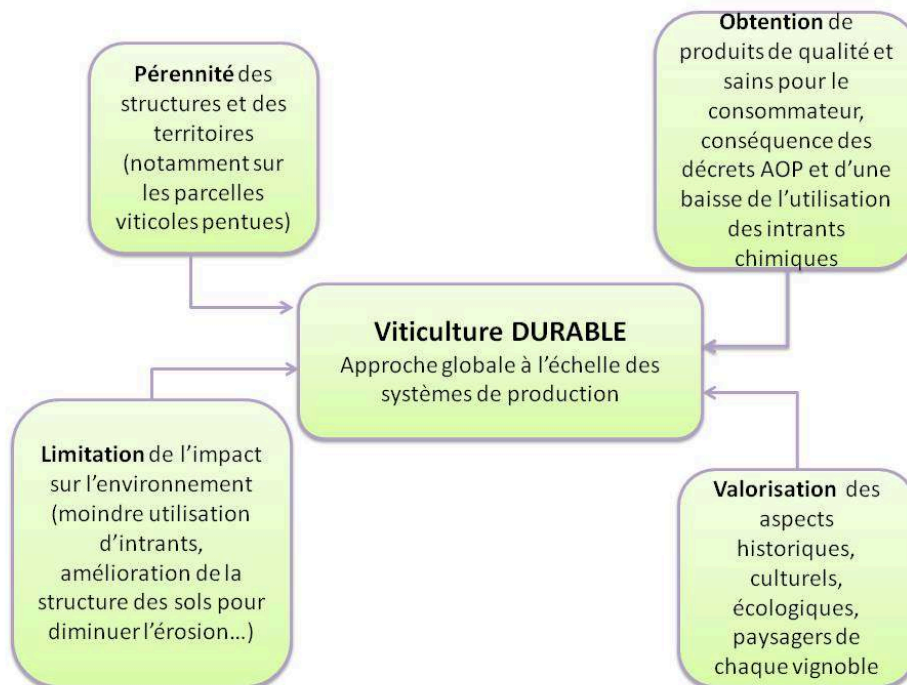 Pérennité des
structures et des
territoires
(notamment sur
les parcelles
viticoles pentues)
Obtention de
produits de qualité et
sains pour le
consommateur,
conséquence des
décrets AOP et d'une
baisse de l'utilisation
des intrants
chimiques
Viticulture DURABLE
Approche globale à l'échelle des
systèmes de production
Limitation de l'impact
sur l'environnement
(moindre utilisation
d'intrants,
amélioration de la
structure des sols pour
diminuer l'érosion…)
Valorisation des
aspects
historiques,
culturels,
écologiques,
paysagers de
chaque vignoble